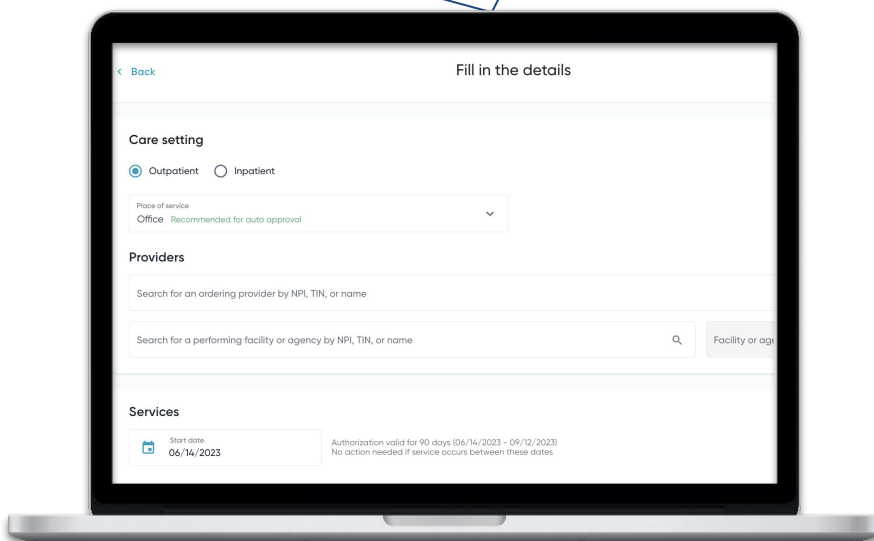 Back
Fill in the details
Care setting
Outpatient Inpatient
Place of service
Office Recommended for auto approval
Providers
Search for an ordering provider by NPI, TIN, or name
Search for a performing facility or agency by NPI, TIN, or name
Facility or age
Services
Start date
06/14/2023
Authorization valid for 90 days (06/14/2023 - 09/12/2023)
No action needed if service occurs between these dates